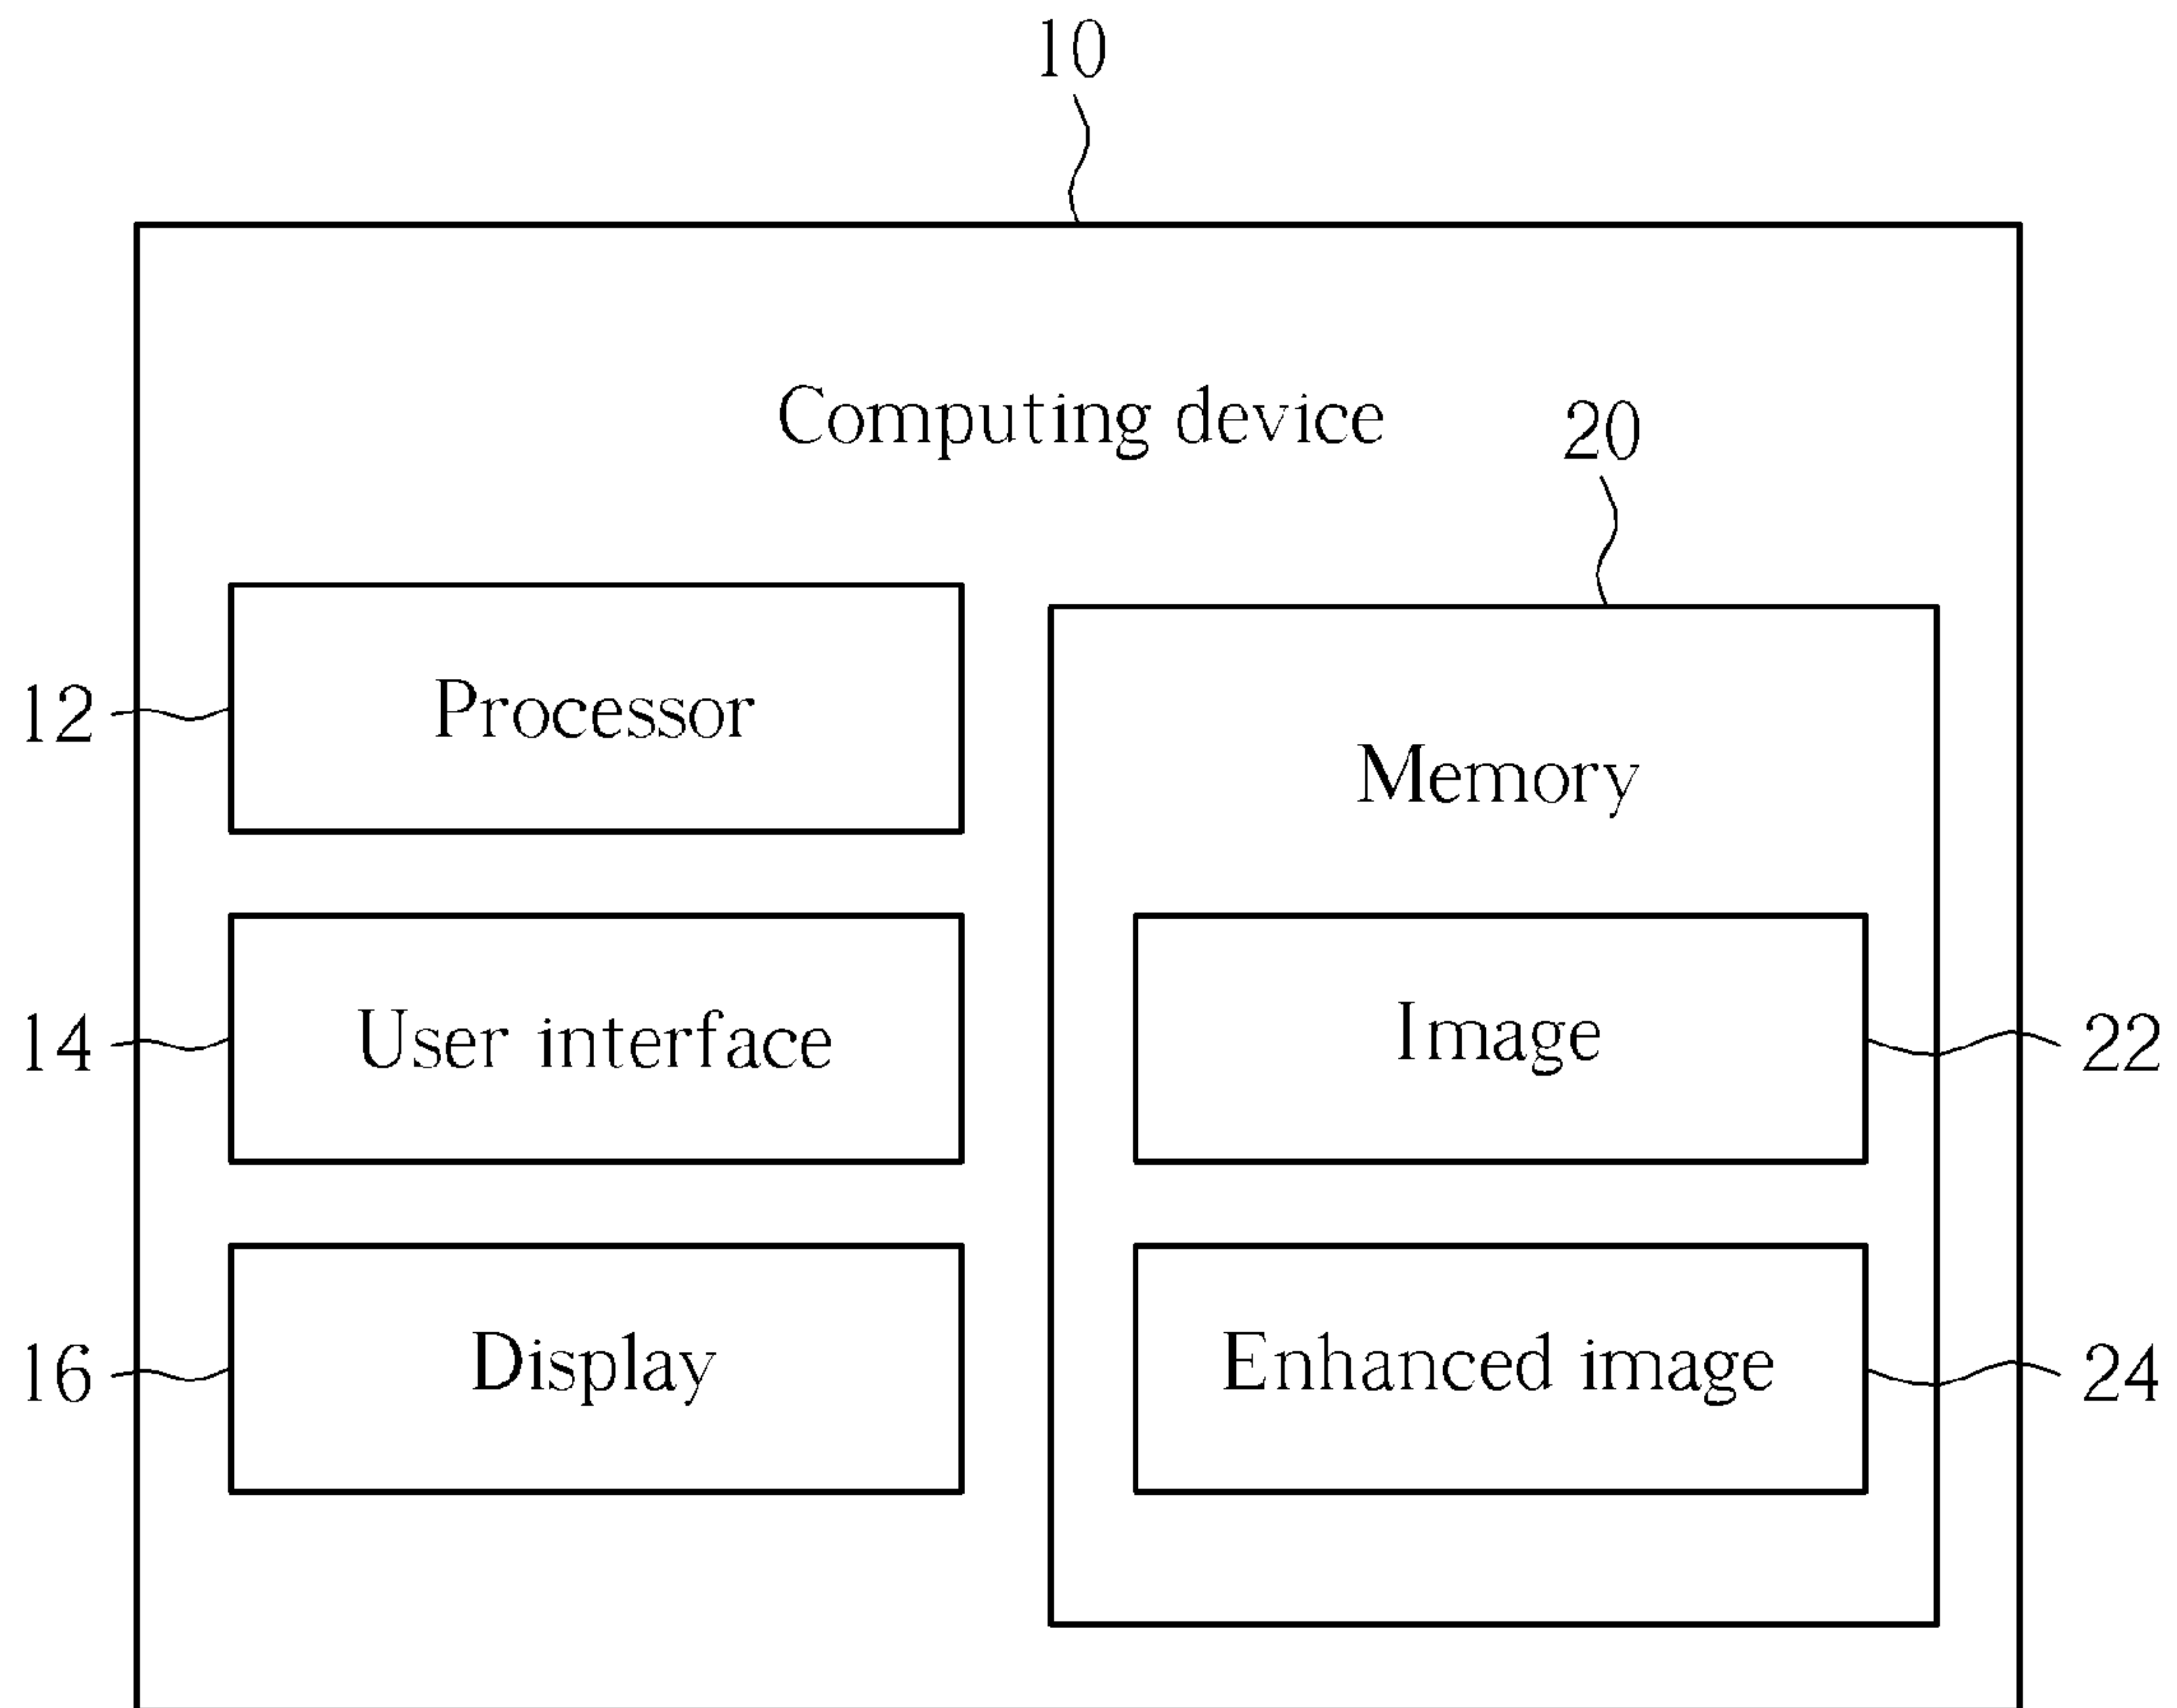 10
Computing device
20
12
Processor
Memory
14
User interface
Image
22
16
Display
Enhanced image
24